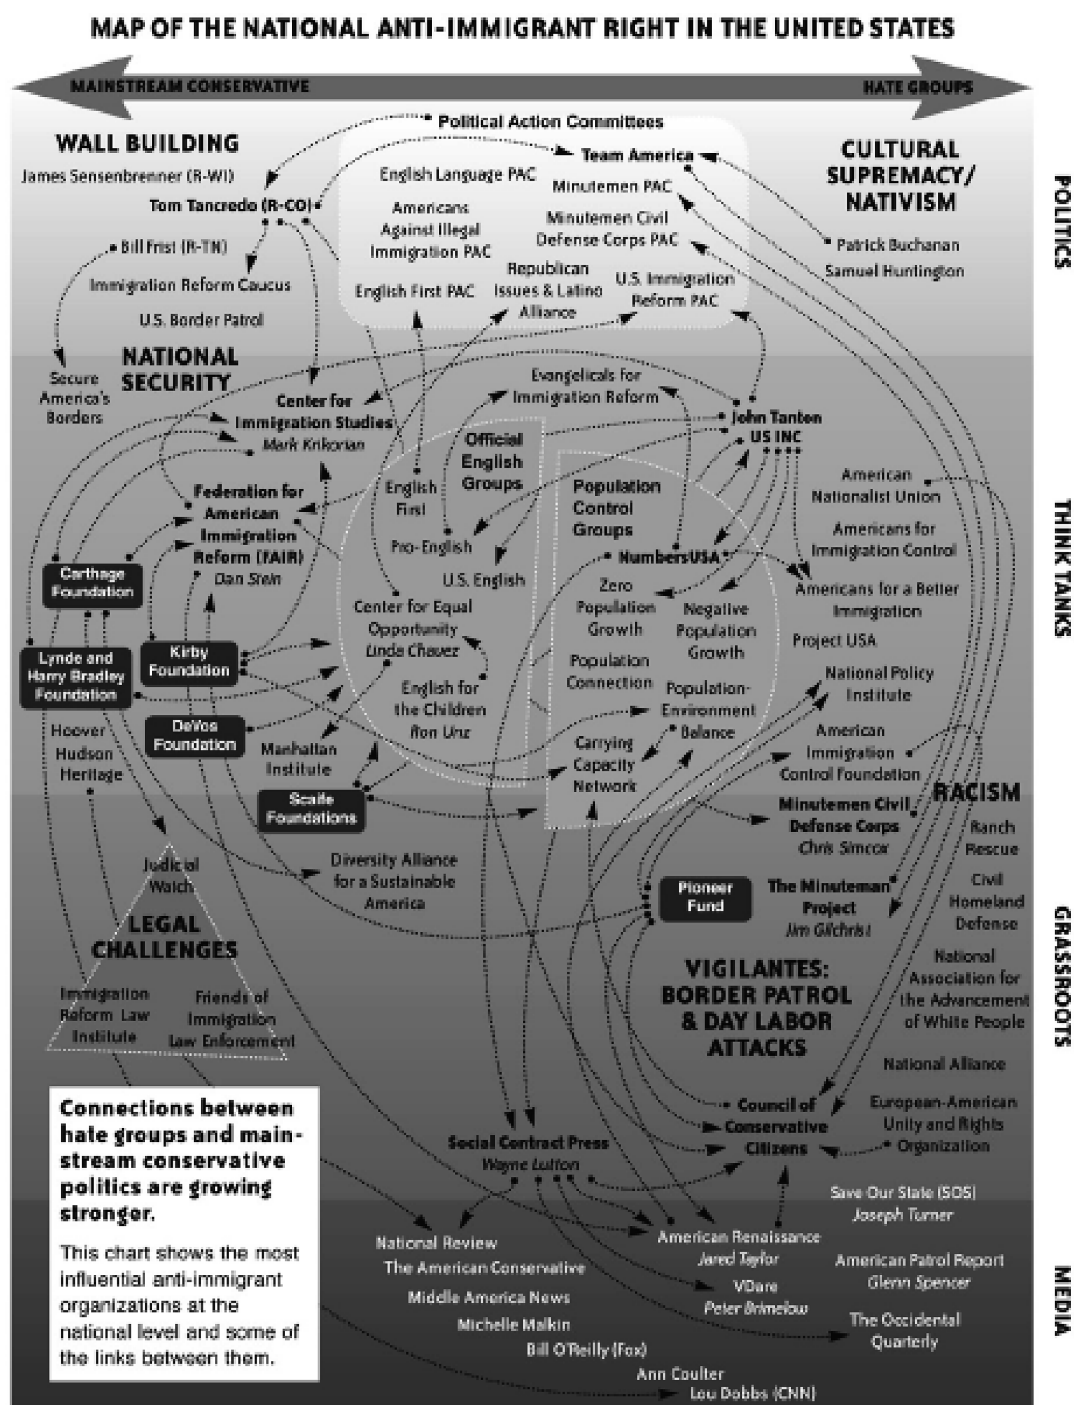 MAP OF THE NATIONAL ANTI-IMMIGRANT RIGHT IN THE UNITED STATES
MAINSTREAM CONSERVATIVE
HATE GROUPS
POLITICS
WALL BUILDING
James Sensenbrenner (R-WI)
Tom Tancredo (R-CO)
Bill Frist (R-TN)
Immigration Reform Caucus
U.S. Border Patrol
Secure
America's
Borders
Political Action Committees
Team America
English Language PAC
Minutemen PAC
Americans
Against Illegal
Immigration PAC
Minutemen Civil
Defense Corps PAC
English First PAC
Republican
Issues & Latino
Alliance
U.S. Immigration
Reform PAC
CULTURAL
SUPREMACY/
NATIVISM
Patrick Buchanan
Samuel Huntington
THINK TANKS
NATIONAL
SECURITY
Center for
Immigration Studies
Mark Krikorian
Federation for
American
Immigration
Reform (FAIR)
Dan Stein
Carthage
Foundation
Lynde and
Harry Bradley
Foundation
Kirby
Foundation
DeVos
Foundation
Hoover
Hudson
Heritage
Manhattan
Institute
Scaife
Foundations
Evangelicals for
Immigration Reform
Official
English
Groups
English
First
Pro-English
U.S. English
Center for Equal
Opportunity
Linda Chavez
English for
the Children
Ron Unz
John Tanton
US INC
Population
Control
Groups
NumbersUSA
Zero
Population
Growth
Negative
Population
Growth
Population
Connection
Population-
Environment
Balance
Carrying
Capacity
Network
American
Nationalist Union
Americans for
Immigration Control
Americans for a Better
Immigration
Project USA
National Policy
Institute
American
Immigration
Control Foundation
GRASSROOTS
RACISM
Minutemen Civil
Defense Corps
Chris Simcox
Ranch
Rescue
The Minuteman
Project
Jim Gilchrist
Civil
Homeland
Defense
Pioneer
Fund
Judicial
Watch
Diversity Alliance
for a Sustainable
America
LEGAL
CHALLENGES
Immigration
Reform Law
Institute
Friends of
Immigration
Law Enforcement
VIGILANTES:
BORDER PATROL
& DAY LABOR
ATTACKS
National
Association for
the Advancement
of White People
National Alliance
European-American
Unity and Rights
Organization
Council of
Conservative
Citizens
Social Contract Press
Wayne Lutton
Save Our State (SOS)
Joseph Turner
MEDIA
National Review
The American Conservative
Middle America News
Michelle Malkin
Bill O'Reilly (Fox)
Ann Coulter
Lou Dobbs (CNN)
American Renaissance
Jared Taylor
VDare
Peter Brimelow
American Patrol Report
Glenn Spencer
The Occidental
Quarterly
Connections between
hate groups and main-
stream conservative
politics are growing
stronger.
This chart shows the most
influential anti-immigrant
organizations at the
national level and some of
the links between them.